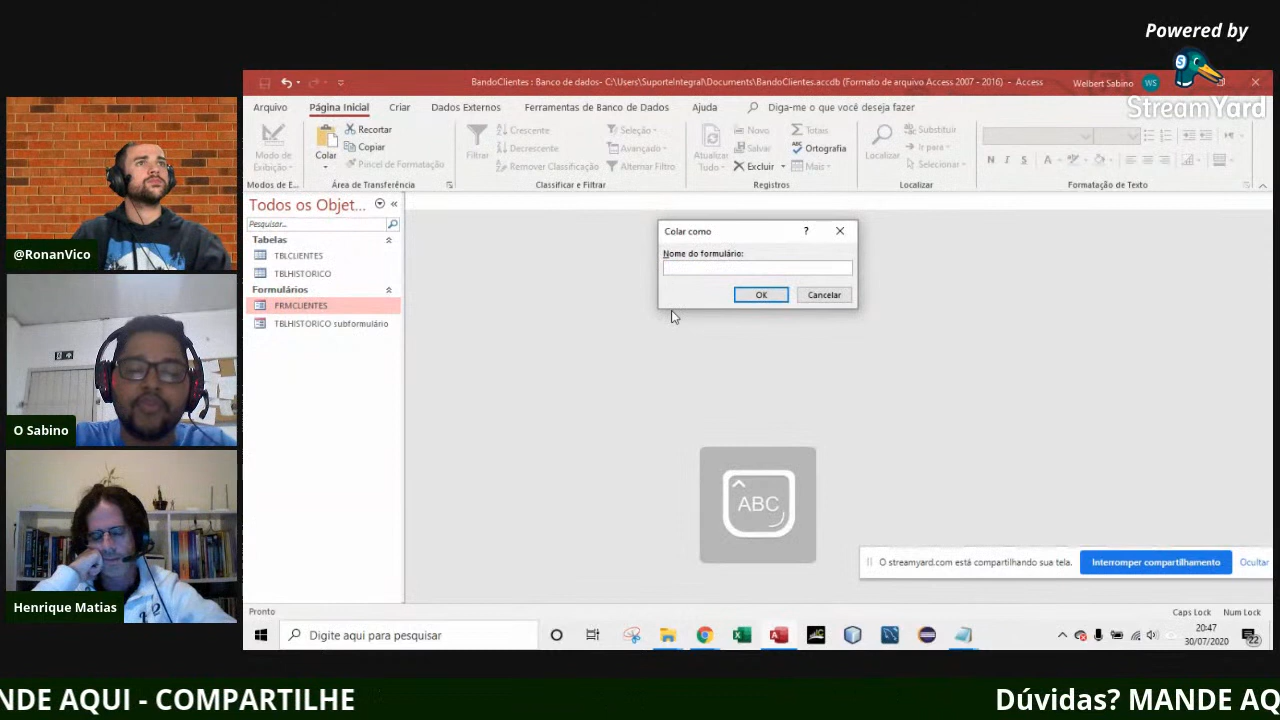 Powered by
StreamYard
BandoClientes : Banco de dados- C:\Users\SuporteIntegral\Documents\BandoClientes.accdb (Formato de arquivo Access 2007 - 2016) - Access
Welbert Sabino
WS
Arquivo Página Inicial Criar Dados Externos Ferramentas de Banco de Dados Ajuda Diga-me o que você deseja fazer
Modo de Exibição
Colar
Recortar
Copiar
Pincel de Formatação
Filtrar
Crescente
Decrescente
Remover Classificação
Seleção
Avançado
Alternar Filtro
Atualizar Tudo
Novo
Salvar
Excluir
Totais
Ortografia
Mais
Localizar
Substituir
Ir para
Selecionar
N I S
Modos de E... Área de Transferência Classificar e Filtrar Registros Localizar Formatação de Texto
Todos os Objet...
Pesquisar...
Tabelas
TBLCLIENTES
TBLHISTORICO
Formulários
FRMCLIENTES
TBLHISTORICO subformulário
Colar como
Nome do formulário:
OK Cancelar
ABC
O streamyard.com está compartilhando sua tela. Interromper compartilhamento Ocultar
Pronto
Caps Lock Num Lock
Digite aqui para pesquisar
20:47
30/07/2020
22
@RonanVico
O Sabino
Henrique Matias
NDE AQUI - COMPARTILHE
Dúvidas? MANDE AQ